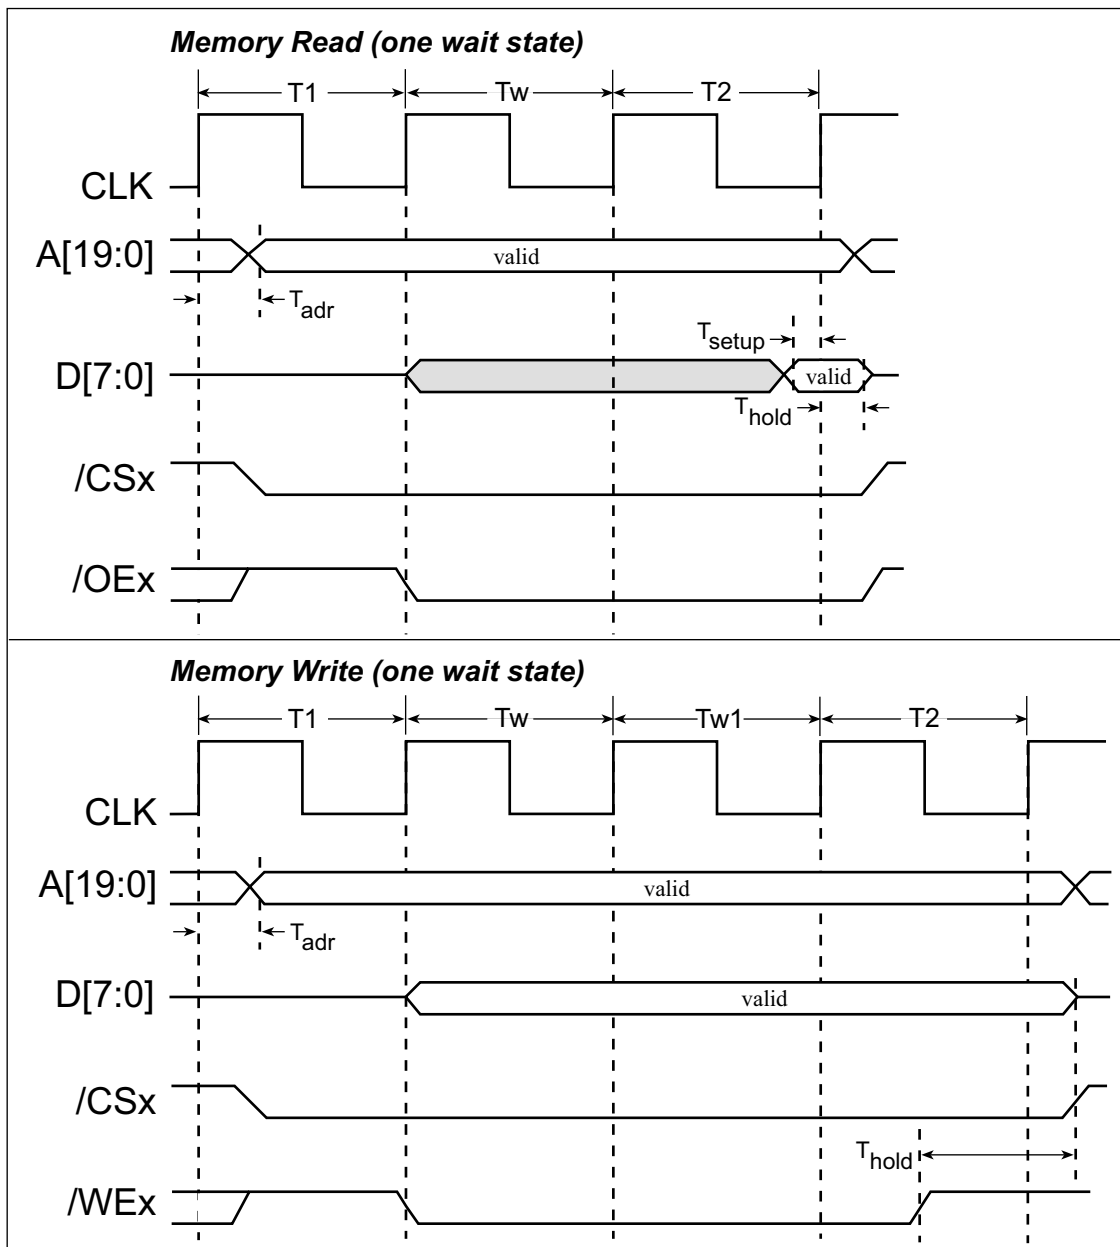 Memory Read (one wait state)
T1 Tw T2
CLK
A[19:0] valid
Tadr
Tsetup
D[7:0] valid
Thold
/CSx
/OEx
Memory Write (one wait state)
T1 Tw Tw1 T2
CLK
A[19:0] valid
Tadr
D[7:0] valid
/CSx
Thold
/WEx